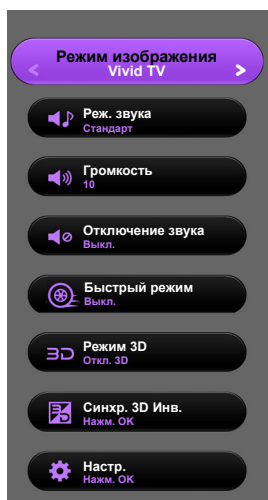 Режим изображения
Vivid TV
Реж. звука
Стандарт
Громкость
10
Отключение звука
Выкл.
Быстрый режим
Выкл.
3D
Режим 3D
Откл. 3D
Синхр. 3D Инв.
Нажм. OK
Настр.
Нажм. OK